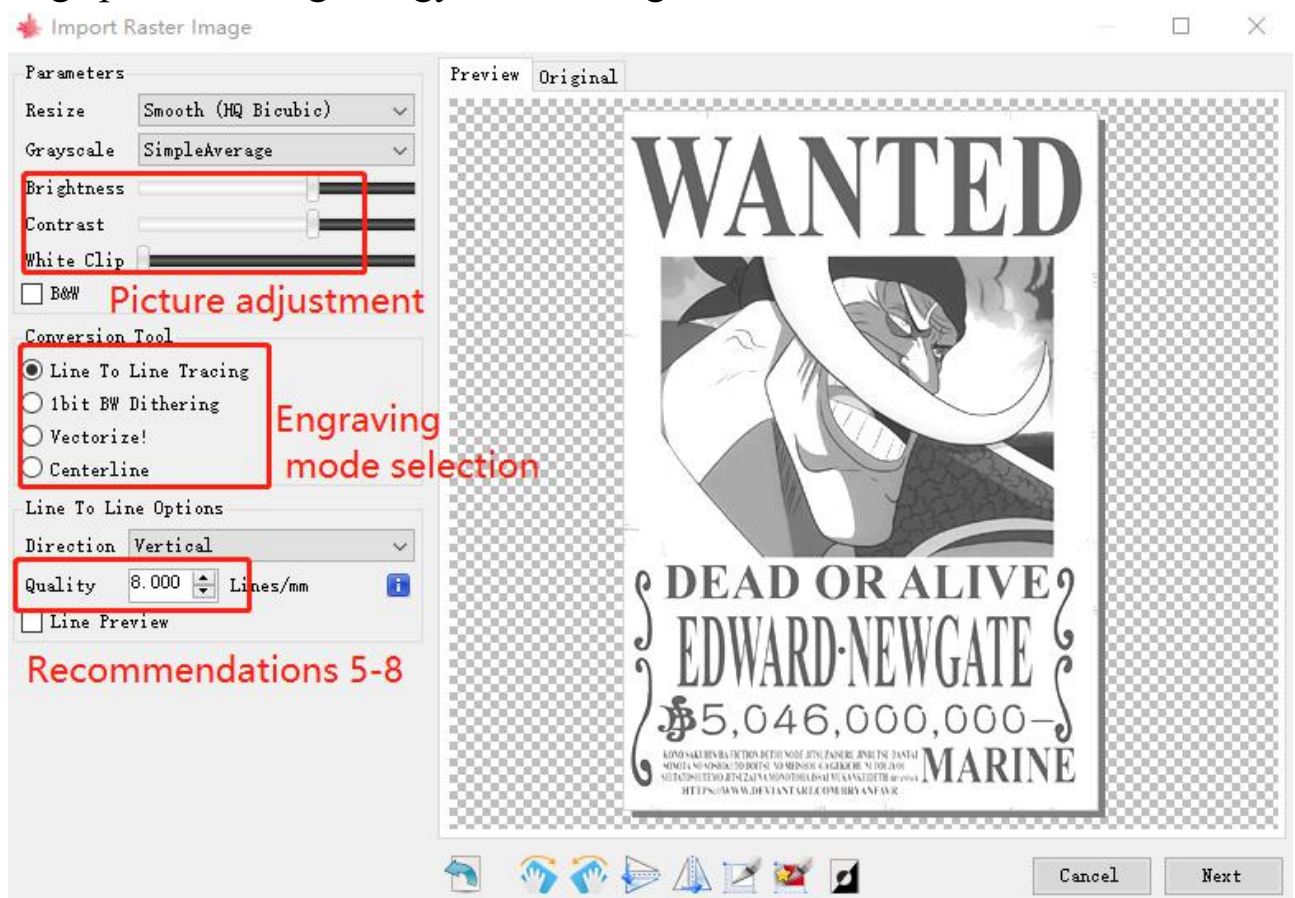 Import Raster Image
Parameters
Preview Original
Resize Smooth (HQ Bicubic)
Grayscale SimpleAverage
Brightness
Contrast
White Clip
B&W
Picture adjustment
Conversion Tool
Line To Line Tracing
1bit BW Dithering
Vectorize!
Centerline
Engraving
mode selection
Line To Line Options
Direction Vertical
Quality 8.000 Lines/mm
Line Preview
Recommendations 5-8
WANTED
DEAD OR ALIVE
EDWARD·NEWGATE
5,046,000,000-
MARINE
Cancel Next